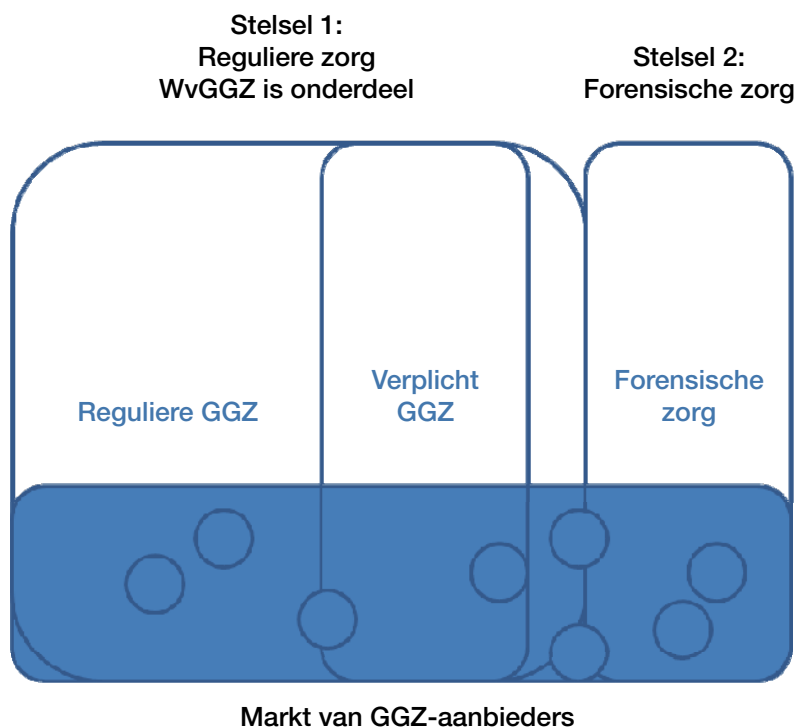 Stelsel 1:
Reguliere zorg
WvGGZ is onderdeel
Stelsel 2:
Forensische zorg
Reguliere GGZ
Verplicht
GGZ
Forensische
zorg
Markt van GGZ-aanbieders